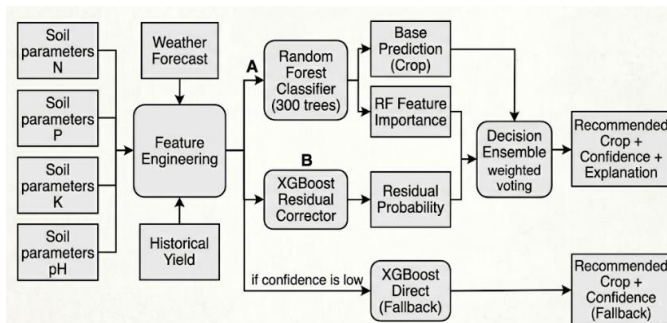 Soil
parameters
N
Soil
parameters
P
Soil
parameters
K
Soil
parameters
pH
Weather
Forecast
Feature
Engineering
Historical
Yield
A
Random
Forest
Classifier
(300 trees)
B
XGBoost
Residual
Corrector
if confidence is low
Base
Prediction
(Crop)
RF Feature
Importance
Residual
Probability
XGBoost
Direct
(Fallback)
Decision
Ensemble
weighted
voting
Recommended
Crop +
Confidence +
Explanation
Recommended
Crop +
Confidence
(Fallback)